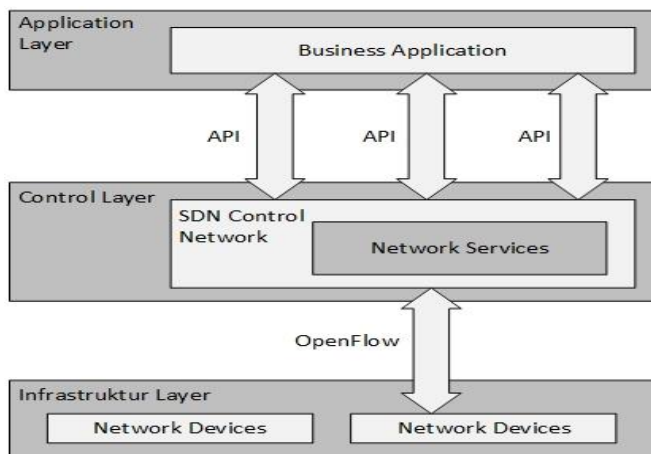 Application
Layer
Business Application
API
API
API
Control Layer
SDN Control
Network
Network Services
OpenFlow
Infrastruktur Layer
Network Devices
Network Devices